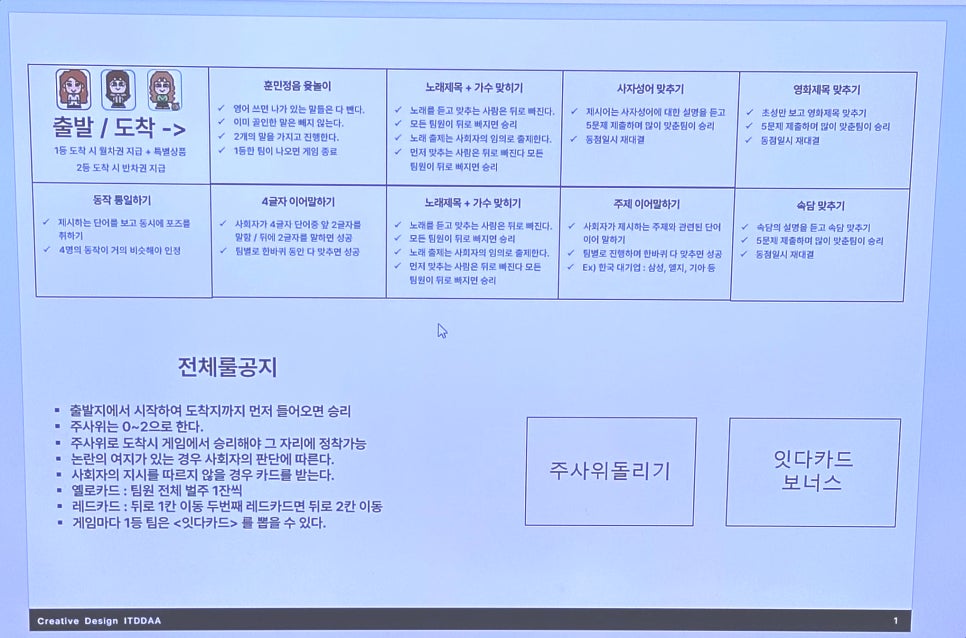 출발 / 도착 ->
1등 도착 시 월차권 지급 + 특별상품
2등 도착 시 반차권 지급
훈민정음 윷놀이
✓ 영어 쓰면 나가 있는 말들은 다 뺀다.
✓ 이미 골인한 말은 빼지 않는다.
✓ 2개의 말을 가지고 진행한다.
✓ 1등한 팀이 나오면 게임 종료
노래제목 + 가수 맞히기
✓ 노래를 듣고 맞추는 사람은 뒤로 빠진다.
✓ 모든 팀원이 뒤로 빠지면 승리
✓ 노래 출제는 사회자의 임의로 출제한다.
✓ 먼저 맞추는 사람은 뒤로 빠진다 모든
팀원이 뒤로 빠지면 승리
사자성어 맞추기
✓ 제시어는 사자성어에 대한 설명을 듣고
5문제 제출하며 많이 맞춘팀이 승리
✓ 동점일시 재대결
영화제목 맞추기
✓ 초성만 보고 영화제목 맞추기
✓ 5문제 제출하며 많이 맞춘팀이 승리
✓ 동점일시 재대결
동작 통일하기
✓ 제시하는 단어를 보고 동시에 포즈를
취하기
✓ 4명의 동작이 거의 비슷해야 인정
4글자 이어말하기
✓ 사회자가 4글자 단어중 앞 2글자를
말함 / 뒤에 2글자를 말하면 성공
✓ 팀별로 한바퀴 동안 다 맞추면 성공
노래제목 + 가수 맞히기
✓ 노래를 듣고 맞추는 사람은 뒤로 빠진다.
✓ 모든 팀원이 뒤로 빠지면 승리
✓ 노래 출제는 사회자의 임의로 출제한다.
✓ 먼저 맞추는 사람은 뒤로 빠진다 모든
팀원이 뒤로 빠지면 승리
주제 이어말하기
✓ 사회자가 제시하는 주제와 관련된 단어
이어 말하기
✓ 팀별로 진행하며 한바퀴 다 맞추면 성공
✓ Ex) 한국 대기업 : 삼성, 엘지, 기아 등
속담 맞추기
✓ 속담의 설명을 듣고 속담 맞추기
✓ 5문제 제출하며 많이 맞춘팀이 승리
✓ 동점일시 재대결
전체룰공지
▪ 출발지에서 시작하여 도착지까지 먼저 들어오면 승리
▪ 주사위는 0~2으로 한다.
▪ 주사위로 도착시 게임에서 승리해야 그 자리에 정착가능
▪ 논란의 여지가 있는 경우 사회자의 판단에 따른다.
▪ 사회자의 지시를 따르지 않을 경우 카드를 받는다.
▪ 옐로카드 : 팀원 전체 벌주 1잔씩
▪ 레드카드 : 뒤로 1칸 이동 두번째 레드카드면 뒤로 2칸 이동
▪ 게임마다 1등 팀은 <잇다카드> 를 뽑을 수 있다.
주사위돌리기
잇다카드
보너스
Creative Design ITDDAA
1